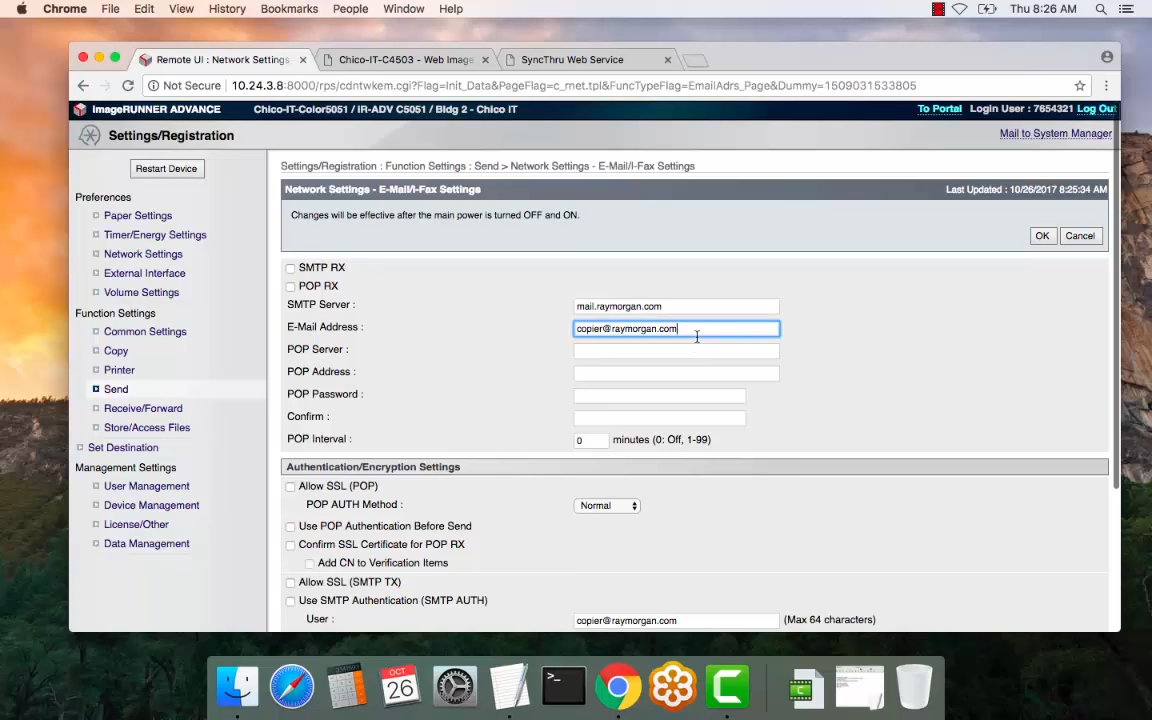 Chrome File Edit View History Bookmarks People Window Help Thu 8:26 AM
Remote UI : Network Settings Chico-IT-C4503 - Web Image SyncThru Web Service
Not Secure 10.24.3.8:8000/rps/cdntwkem.cgi?Flag=Init_Data&PageFlag=c_rnet.tpl&FuncTypeFlag=EmailAdrs_Page&Dummy=1509031533805
imageRUNNER ADVANCE Chico-IT-Color5051 / IR-ADV C5051 / Bldg 2 - Chico IT To Portal Login User : 7654321 Log Out
Settings/Registration Mail to System Manager
Restart Device
Preferences
Paper Settings
Timer/Energy Settings
Network Settings
External Interface
Volume Settings
Function Settings
Common Settings
Copy
Printer
Send
Receive/Forward
Store/Access Files
Set Destination
Management Settings
User Management
Device Management
License/Other
Data Management
Settings/Registration : Function Settings : Send > Network Settings - E-Mail/I-Fax Settings
Network Settings - E-Mail/I-Fax Settings Last Updated : 10/26/2017 8:25:34 AM
Changes will be effective after the main power is turned OFF and ON.
OK Cancel
SMTP RX
POP RX
SMTP Server : mail.raymorgan.com
E-Mail Address : copier@raymorgan.com
POP Server :
POP Address :
POP Password :
Confirm :
POP Interval : 0 minutes (0: Off, 1-99)
Authentication/Encryption Settings
Allow SSL (POP)
POP AUTH Method : Normal
Use POP Authentication Before Send
Confirm SSL Certificate for POP RX
Add CN to Verification Items
Allow SSL (SMTP TX)
Use SMTP Authentication (SMTP AUTH)
User : copier@raymorgan.com (Max 64 characters)
OCT
26